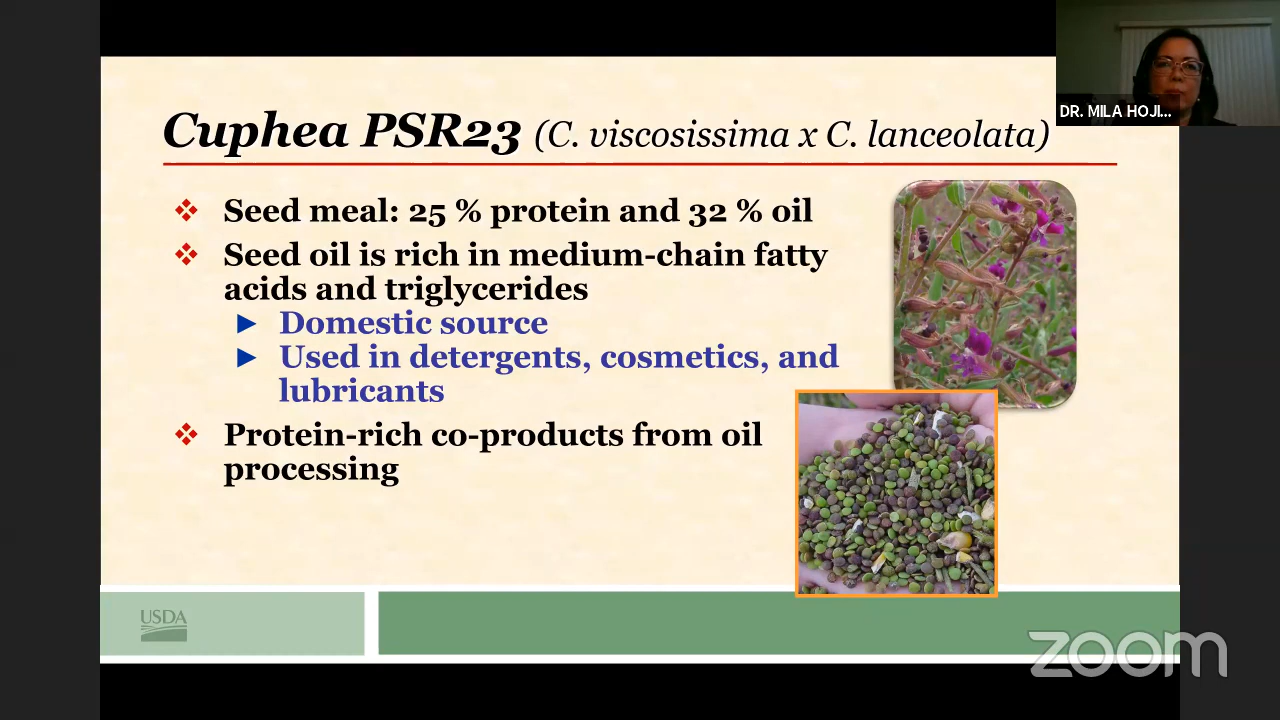 DR. MILA HOJI...
Cuphea PSR23 (C. viscosissima x C. lanceolata)
Seed meal: 25 % protein and 32 % oil
Seed oil is rich in medium-chain fatty
acids and triglycerides
Domestic source
Used in detergents, cosmetics, and
lubricants
Protein-rich co-products from oil
processing
USDA
zoom